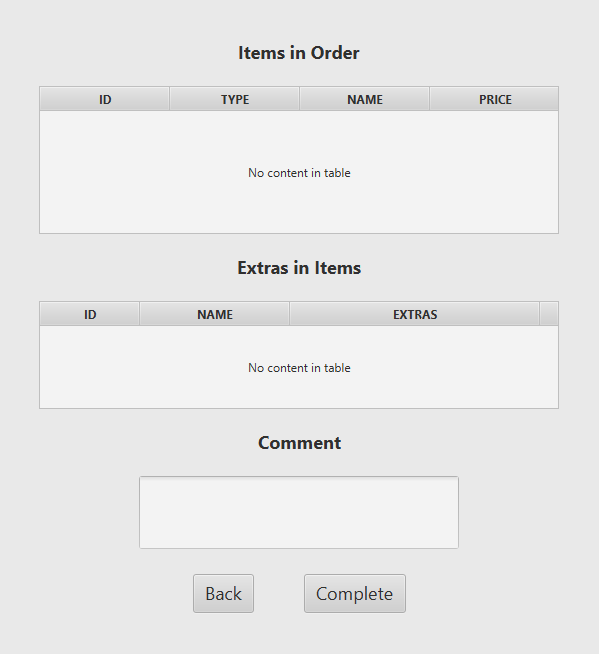 Items in Order
ID TYPE NAME PRICE
No content in table
Extras in Items
ID NAME EXTRAS
No content in table
Comment
Back Complete